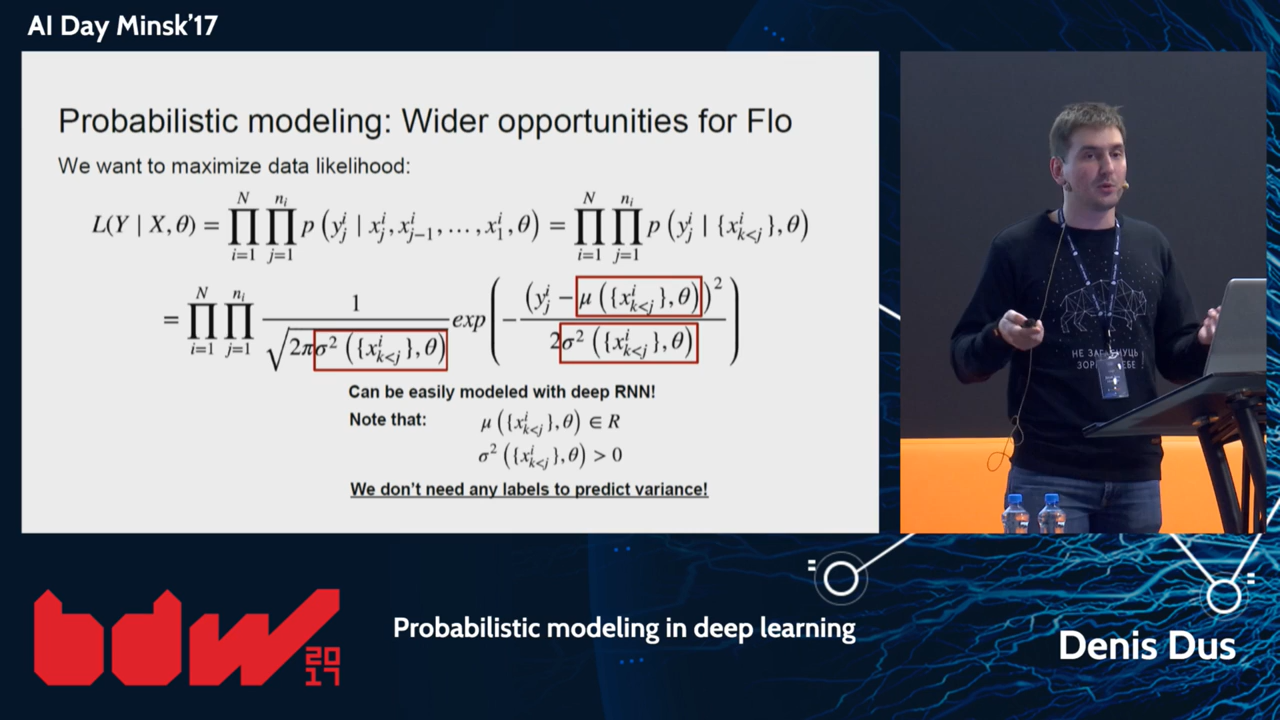 AI Day Minsk’17
Probabilistic modeling: Wider opportunities for Flo
We want to maximize data likelihood:
L(Y | X, θ) = ∏_{i=1}^{N} ∏_{j=1}^{n_i} p (y_j^i | x_j^i, x_{j−1}^i, …, x_1^i, θ) = ∏_{i=1}^{N} ∏_{j=1}^{n_i} p (y_j^i | {x_{k<j}^i}, θ)
= ∏_{i=1}^{N} ∏_{j=1}^{n_i} 1 / √(2πσ² ({x_{k<j}^i}, θ)) exp (− (y_j^i − μ ({x_{k<j}^i}, θ))² / 2σ² ({x_{k<j}^i}, θ))
Can be easily modeled with deep RNN!
Note that: μ ({x_{k<j}^i}, θ) ∈ R
σ² ({x_{k<j}^i}, θ) > 0
We don’t need any labels to predict variance!
НЕ
bdw
20
17
Probabilistic modeling in deep learning
Denis Dus